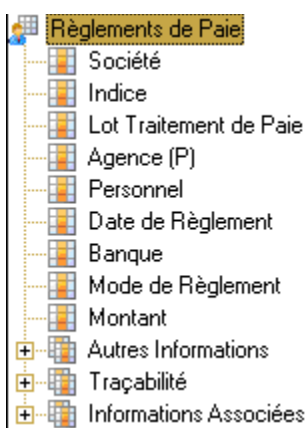 Règlements de Paie
Société
Indice
Lot Traitement de Paie
Agence (P)
Personnel
Date de Règlement
Banque
Mode de Règlement
Montant
Autres Informations
Traçabilité
Informations Associées